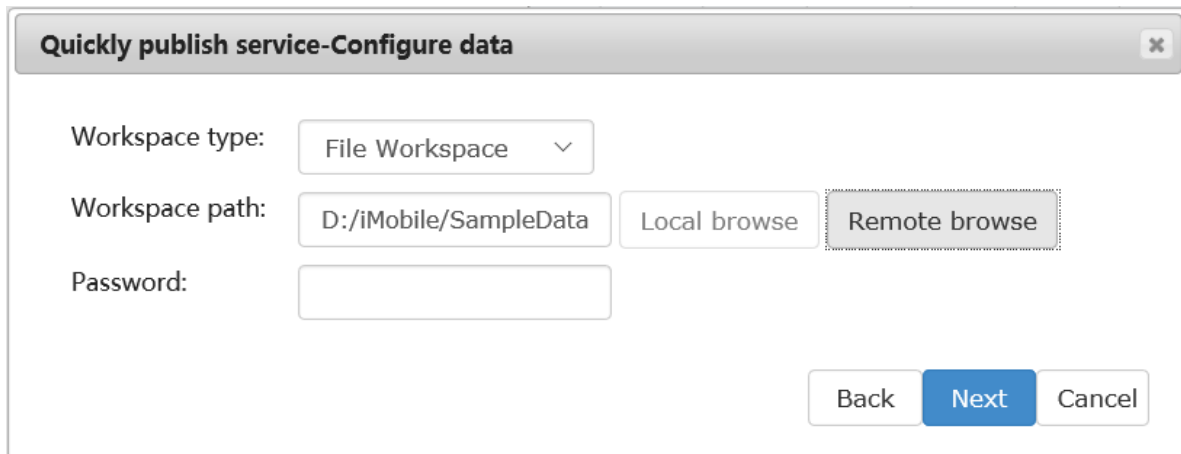 Quickly publish service-Configure data
Workspace type: File Workspace
Workspace path: D:/iMobile/SampleData Local browse Remote browse
Password:
Back Next Cancel